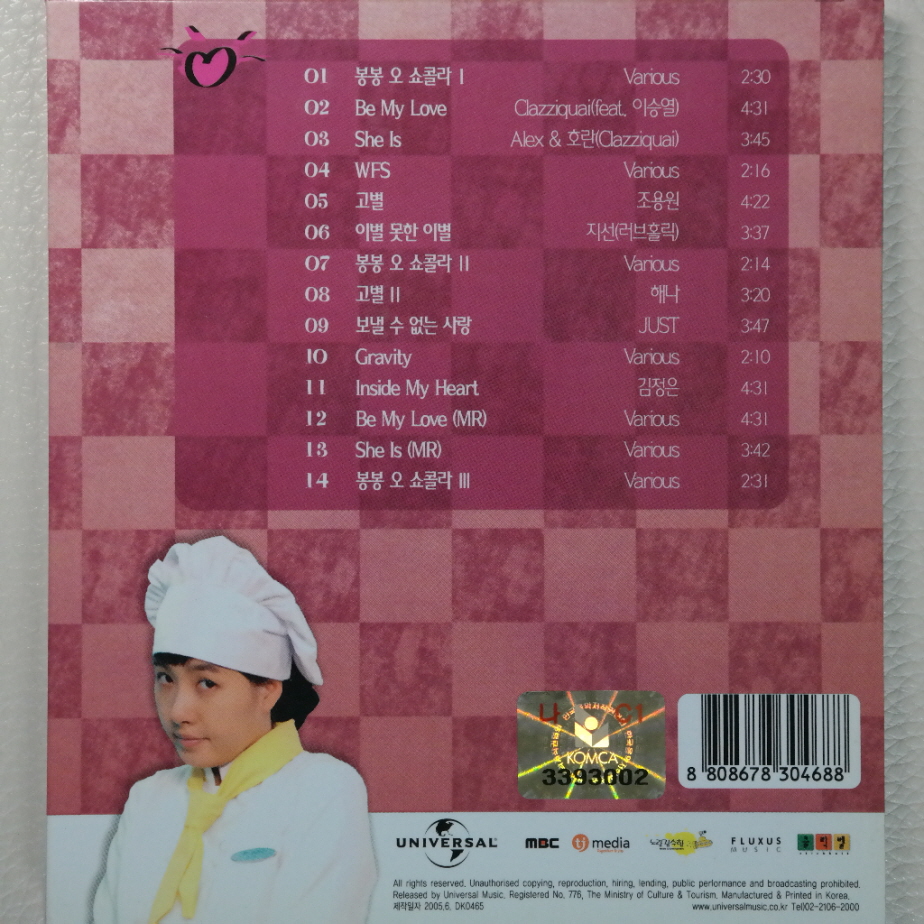 01 봉봉 오 쇼콜라 I Various 2:30
02 Be My Love Clazziquai(feat. 이승열) 4:31
03 She Is Alex & 호란(Clazziquai) 3:45
04 WFS Various 2:16
05 고별 조용원 4:22
06 이별 못한 이별 지선(러브홀릭) 3:37
07 봉봉 오 쇼콜라 II Various 2:14
08 고별 II 해나 3:20
09 보낼 수 없는 사랑 JUST 3:47
10 Gravity Various 2:10
11 Inside My Heart 김정은 4:31
12 Be My Love (MR) Various 4:31
13 She Is (MR) Various 3:42
14 봉봉 오 쇼콜라 III Various 2:31
나 C1
KOMCA
3393002
8 808678 304688
UNIVERSAL MBC tj media FLUXUS MUSIC
All rights reserved. Unauthorised copying, reproduction, hiring, lending, public performance and broadcasting prohibited.
Released by Universal Music. Registered No. 776, The Ministry of Culture & Tourism. Manufactured & Printed in Korea.
제작일자 2005.6. DK0465 www.universalmusic.co.kr Tel)02-2106-2000